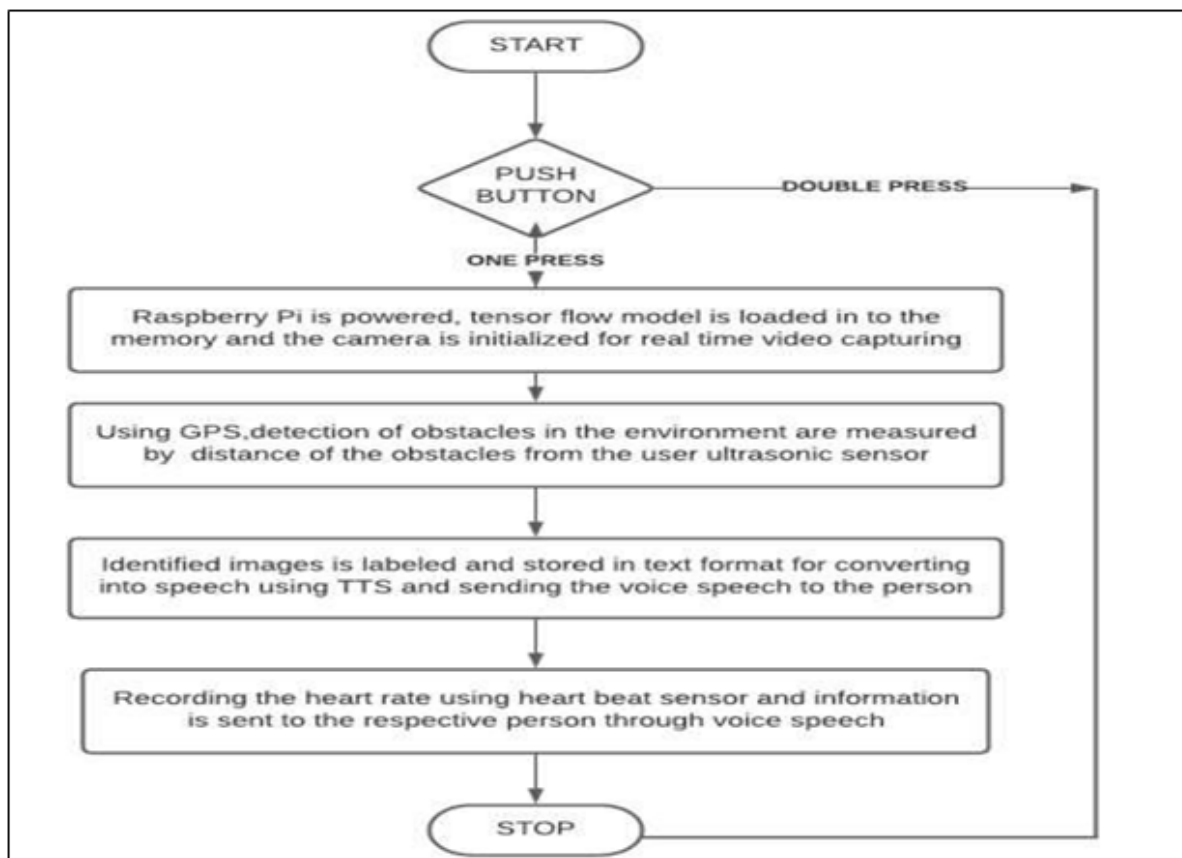 START
PUSH
BUTTON
DOUBLE PRESS
ONE PRESS
Raspberry Pi is powered, tensor flow model is loaded in to the
memory and the camera is initialized for real time video capturing
Using GPS,detection of obstacles in the environment are measured
by distance of the obstacles from the user ultrasonic sensor
Identified images is labeled and stored in text format for converting
into speech using TTS and sending the voice speech to the person
Recording the heart rate using heart beat sensor and information
is sent to the respective person through voice speech
STOP